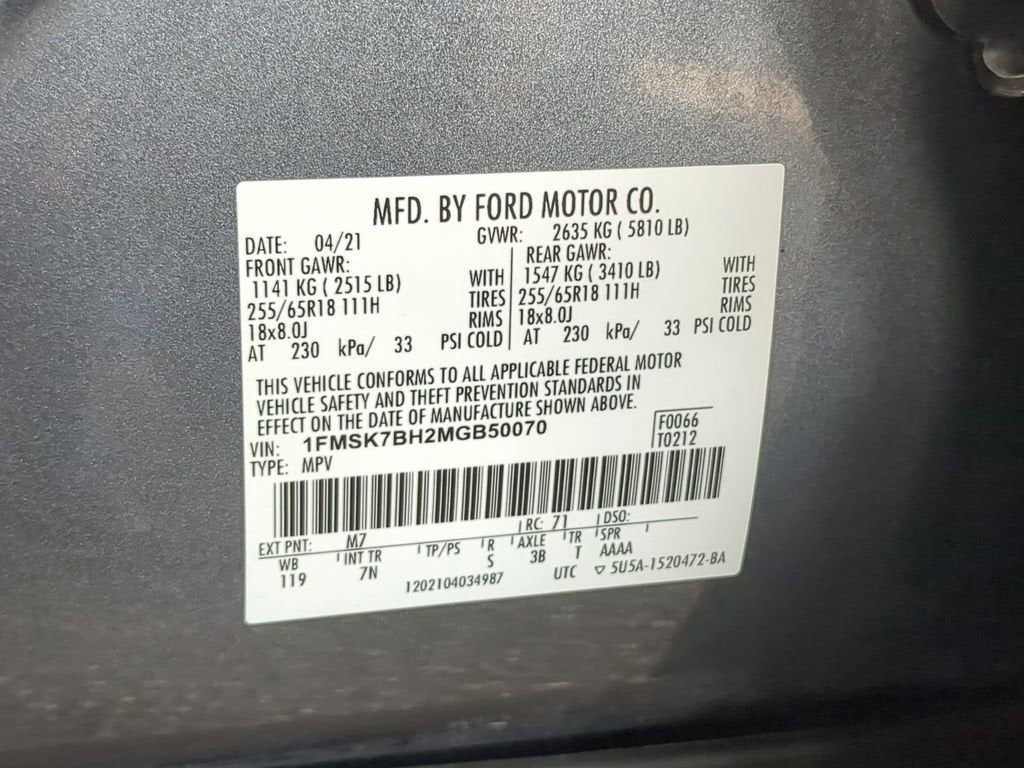 MFD. BY FORD MOTOR CO.
DATE: 04/21 GVWR: 2635 KG ( 5810 LB)
FRONT GAWR: REAR GAWR:
1141 KG ( 2515 LB) WITH 1547 KG ( 3410 LB) WITH
255/65R18 111H TIRES 255/65R18 111H TIRES
18x8.0J RIMS 18x8.0J RIMS
AT 230 kPa/ 33 PSI COLD AT 230 kPa/ 33 PSI COLD
THIS VEHICLE CONFORMS TO ALL APPLICABLE FEDERAL MOTOR
VEHICLE SAFETY AND THEFT PREVENTION STANDARDS IN
EFFECT ON THE DATE OF MANUFACTURE SHOWN ABOVE.
VIN: 1FMSK7BH2MGB50070 F0066
TYPE: MPV T0212
EXT PNT: M7 RC: 71 DSO:
WB INT TR TP/PS R AXLE TR SPR
119 7N S 3B T AAAA
1202104034987 UTC ▽ 5U5A-1520472-BA